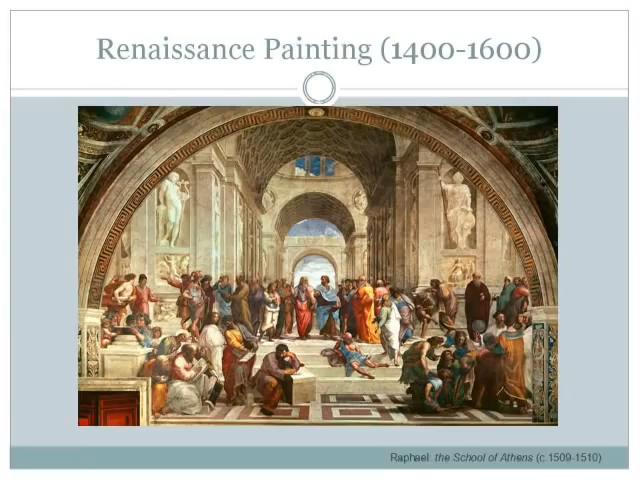 Renaissance Painting (1400-1600)
Raphael: the School of Athens (c.1509-1510)